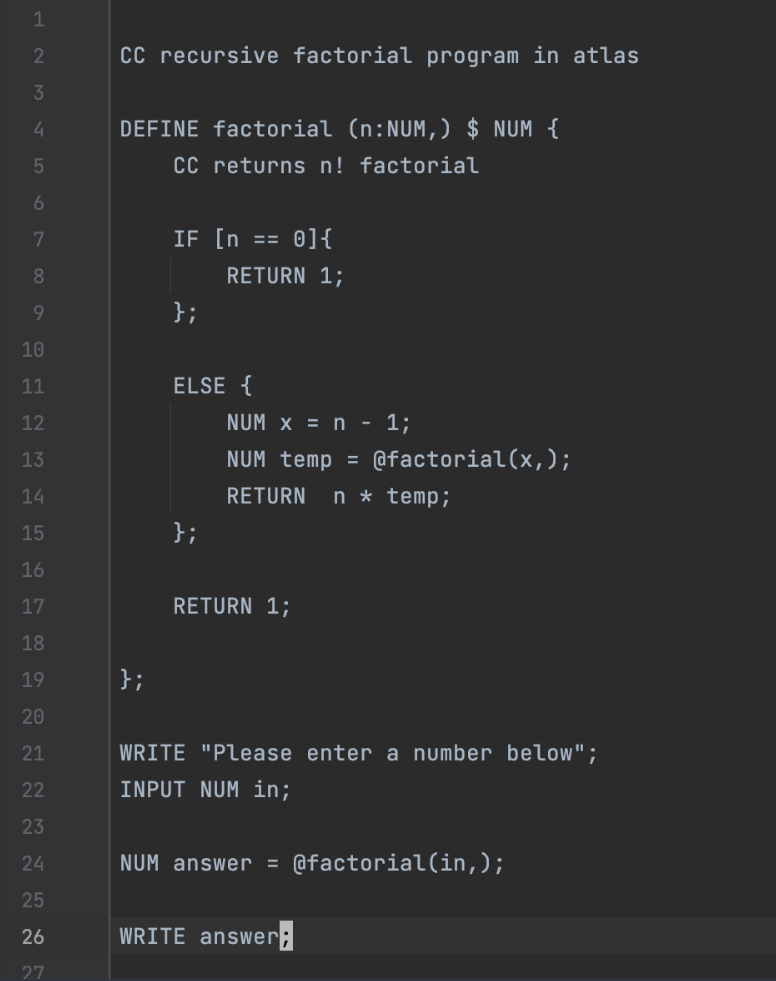 1
2 CC recursive factorial program in atlas
3
4 DEFINE factorial (n:NUM,) $ NUM {
5     CC returns n! factorial
6
7     IF [n == 0]{
8         RETURN 1;
9     };
10
11     ELSE {
12         NUM x = n - 1;
13         NUM temp = @factorial(x,);
14         RETURN  n * temp;
15     };
16
17     RETURN 1;
18
19 };
20
21 WRITE "Please enter a number below";
22 INPUT NUM in;
23
24 NUM answer = @factorial(in,);
25
26 WRITE answer;
27